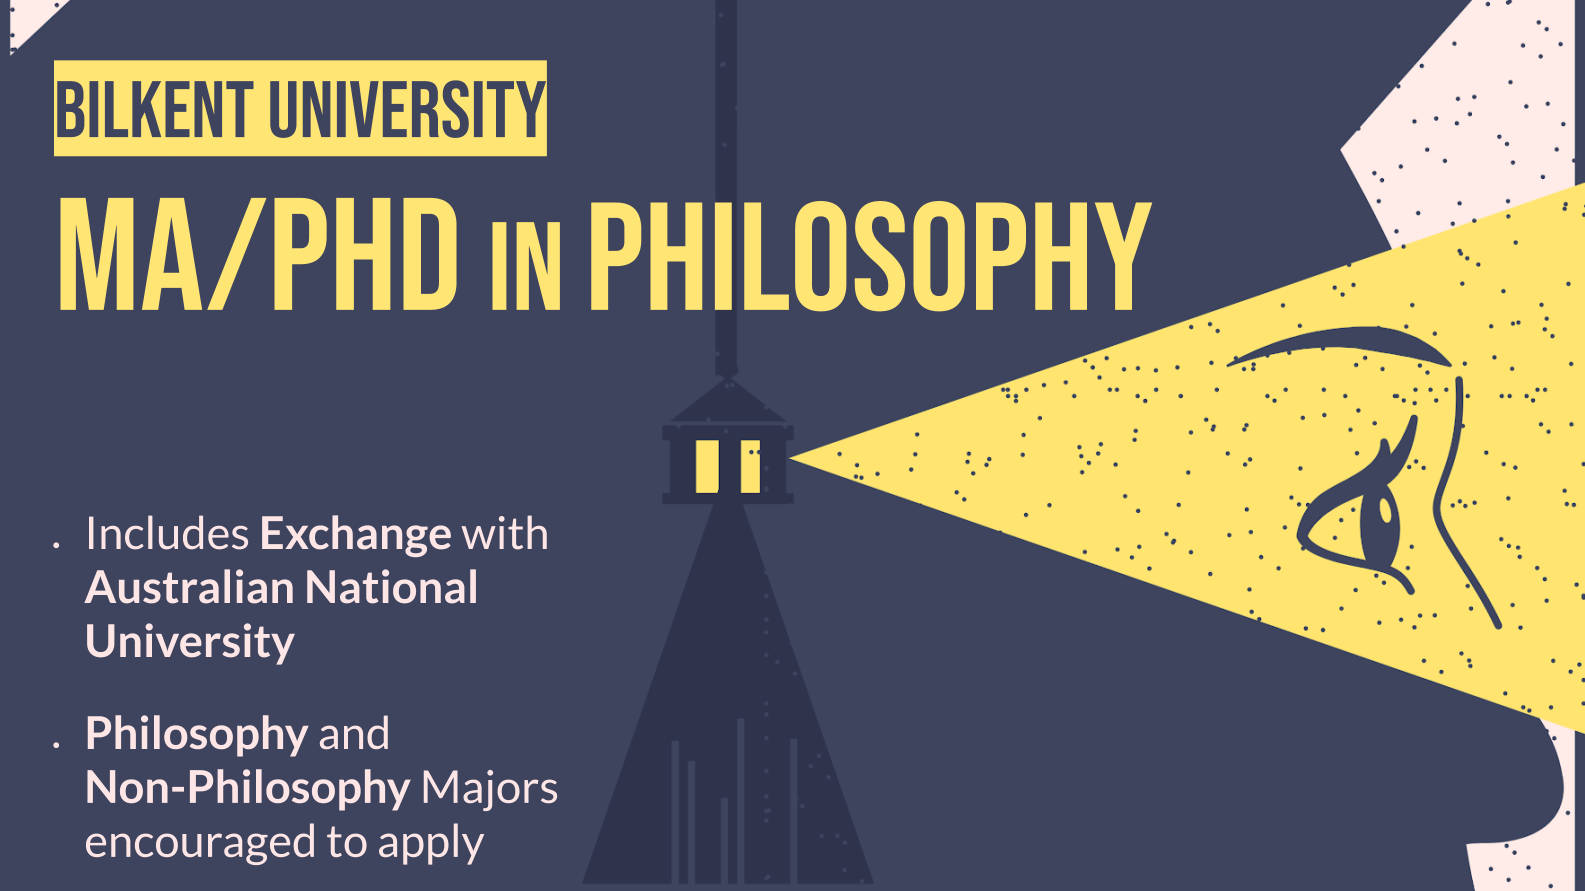 BILKENT UNIVERSITY
MA/PHD IN PHILOSOPHY
. Includes Exchange with
Australian National
University
. Philosophy and
Non-Philosophy Majors
encouraged to apply